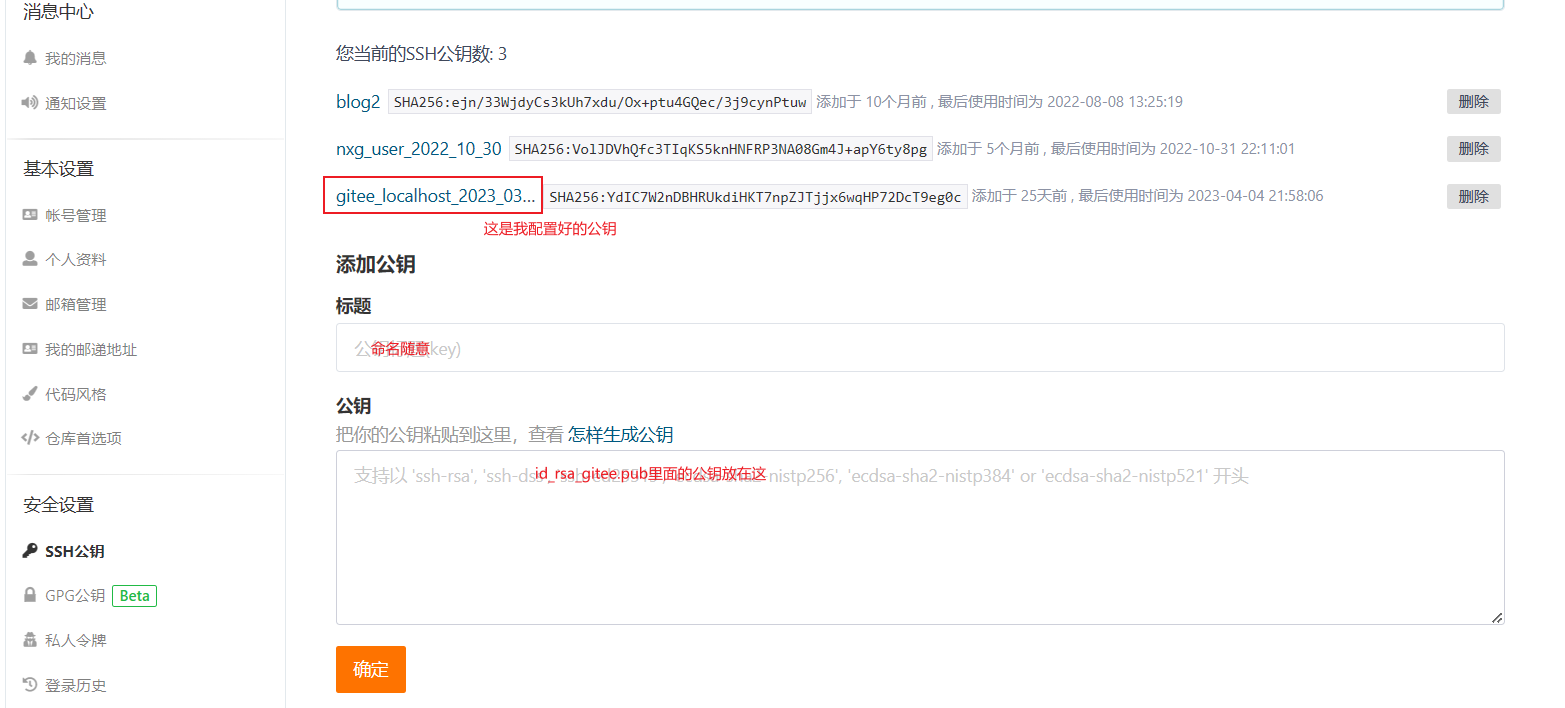 消息中心
我的消息
通知设置
基本设置
帐号管理
个人资料
邮箱管理
我的邮递地址
代码风格
仓库首选项
安全设置
SSH公钥
GPG公钥 Beta
私人令牌
登录历史
您当前的SSH公钥数: 3
blog2 SHA256:ejn/33WjdyCs3kUh7xdu/Ox+ptu4GQec/3j9cynPtuw 添加于 10个月前 , 最后使用时间为 2022-08-08 13:25:19 删除
nxg_user_2022_10_30 SHA256:VolJDVhQfc3TIqKS5knHNFRP3NA08Gm4J+apY6ty8pg 添加于 5个月前 , 最后使用时间为 2022-10-31 22:11:01 删除
gitee_localhost_2023_03... SHA256:YdIC7W2nDBHRUkdiHKT7npZJTjjx6wqHP72DcT9eg0c 添加于 25天前 , 最后使用时间为 2023-04-04 21:58:06 删除
这是我配置好的公钥
添加公钥
标题
命名随意 key)
公钥
把你的公钥粘贴到这里，查看 怎样生成公钥
支持以 'ssh-rsa', 'ssh-ds id_rsa_gitee.pub里面的公钥放在这 -nistp256', 'ecdsa-sha2-nistp384' or 'ecdsa-sha2-nistp521' 开头
确定